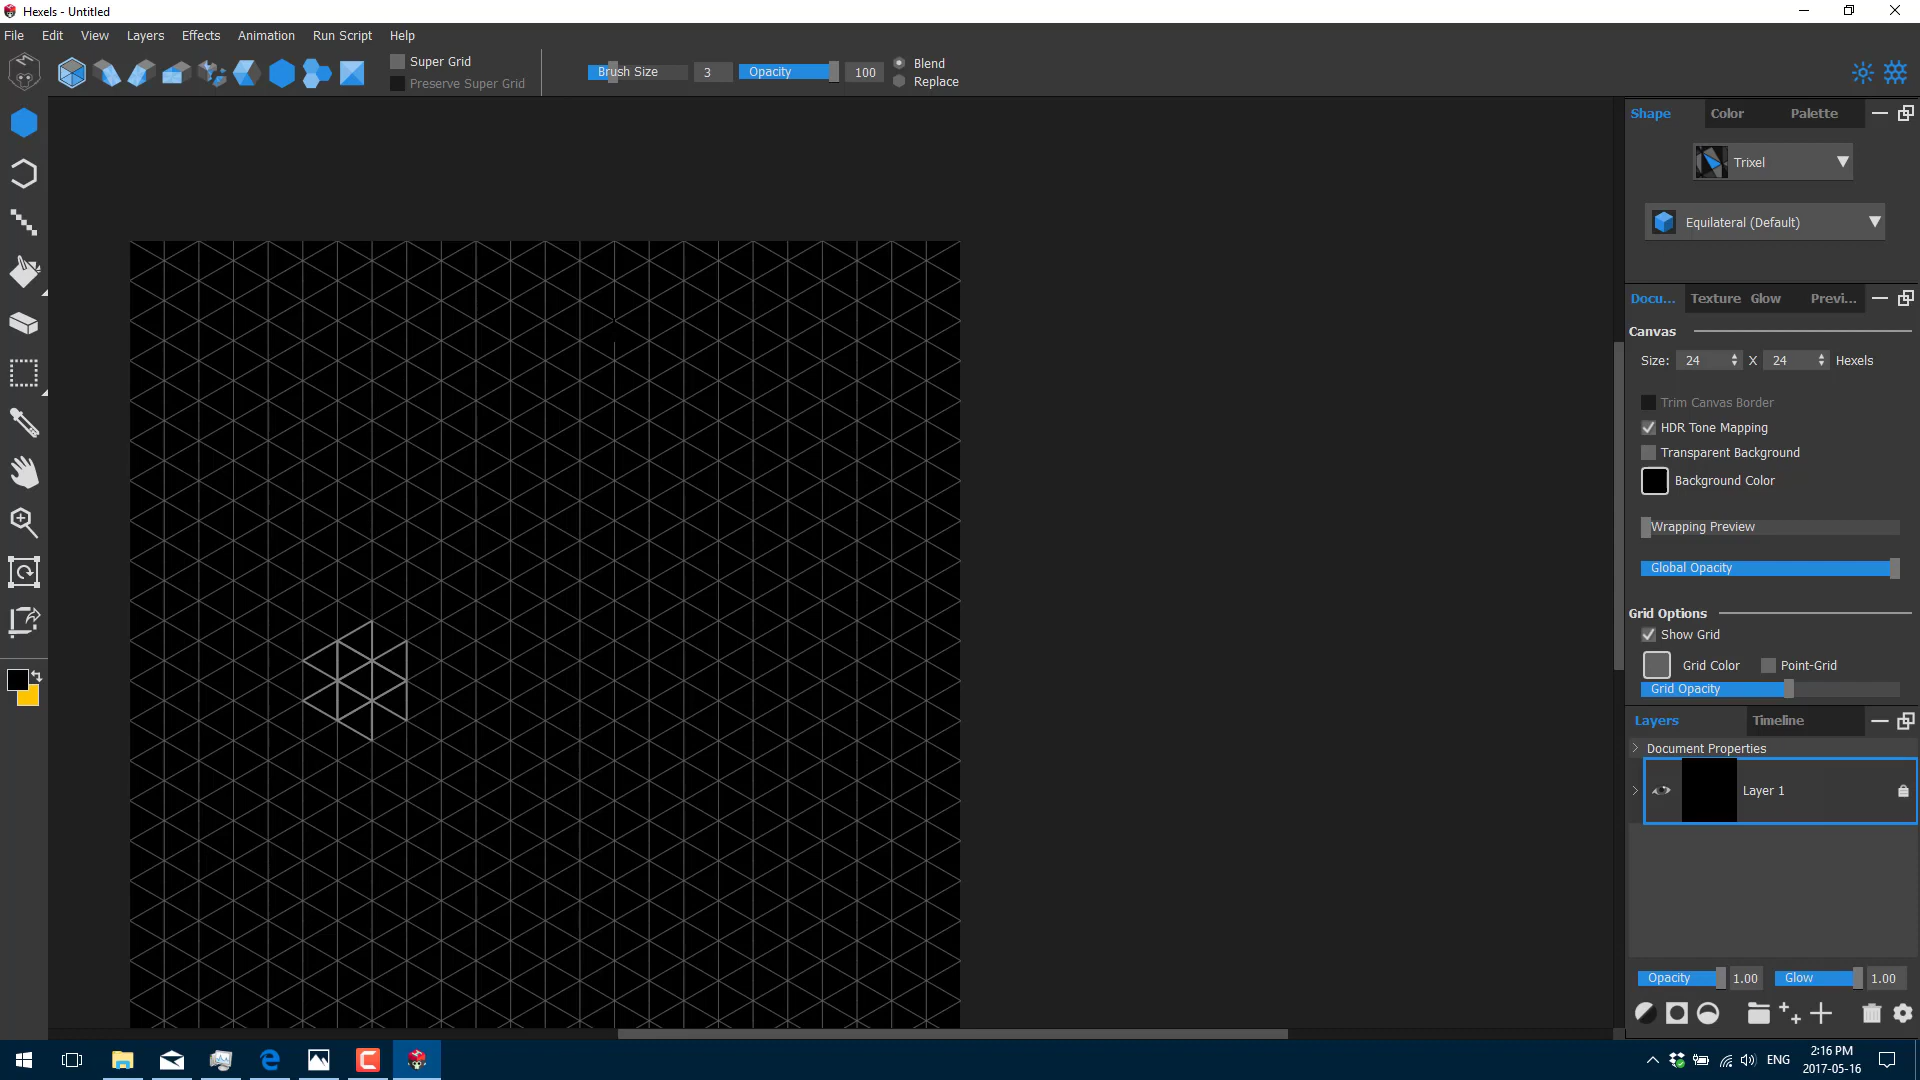 Hexels - Untitled
File Edit View Layers Effects Animation Run Script Help
Super Grid
Preserve Super Grid
Brush Size 3 Opacity 100
Blend
Replace
Shape Color Palette
Trixel
Equilateral (Default)
Docu... Texture Glow Previ...
Canvas
Size: 24 X 24 Hexels
Trim Canvas Border
HDR Tone Mapping
Transparent Background
Background Color
Wrapping Preview
Global Opacity
Grid Options
Show Grid
Grid Color Point-Grid
Grid Opacity
Layers Timeline
Document Properties
Layer 1
Opacity 1.00 Glow 1.00
ENG
2:16 PM
2017-05-16